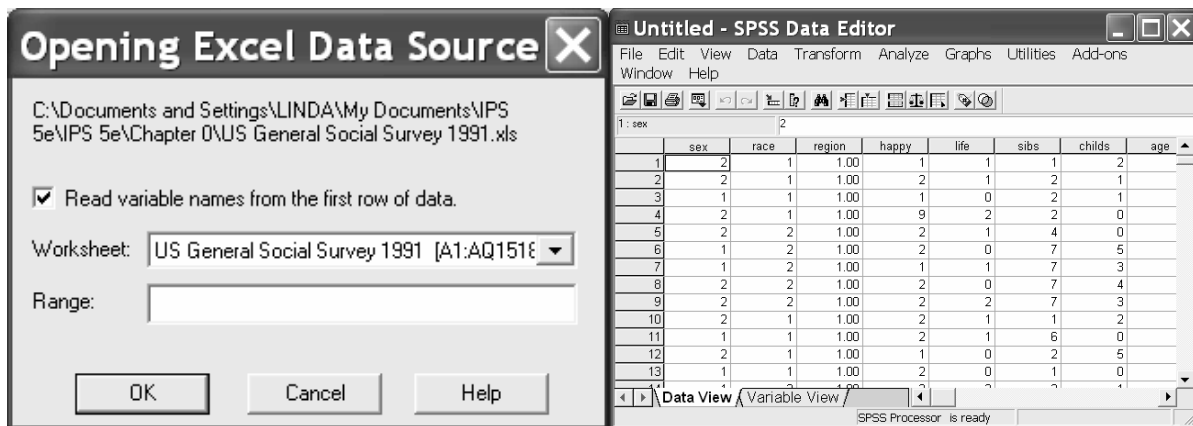 Opening Excel Data Source
C:\Documents and Settings\LINDA\My Documents\IPS
5e\IPS 5e\Chapter 0\US General Social Survey 1991.xls
Read variable names from the first row of data.
Worksheet: US General Social Survey 1991 [A1:AQ1518
Range:
OK Cancel Help
Untitled - SPSS Data Editor
File Edit View Data Transform Analyze Graphs Utilities Add-ons
Window Help
1 : sex 2
sex race region happy life sibs childs age
1 2 1 1.00 1 1 1 2
2 2 1 1.00 2 1 2 1
3 1 1 1.00 1 0 2 1
4 2 1 1.00 9 2 2 0
5 2 2 1.00 2 1 4 0
6 1 2 1.00 2 0 7 5
7 1 2 1.00 1 1 7 3
8 2 2 1.00 2 0 7 4
9 2 2 1.00 2 2 7 3
10 2 1 1.00 2 1 1 2
11 1 1 1.00 2 1 6 0
12 2 1 1.00 1 0 2 5
13 1 1 1.00 2 0 1 0
Data View Variable View
SPSS Processor is ready